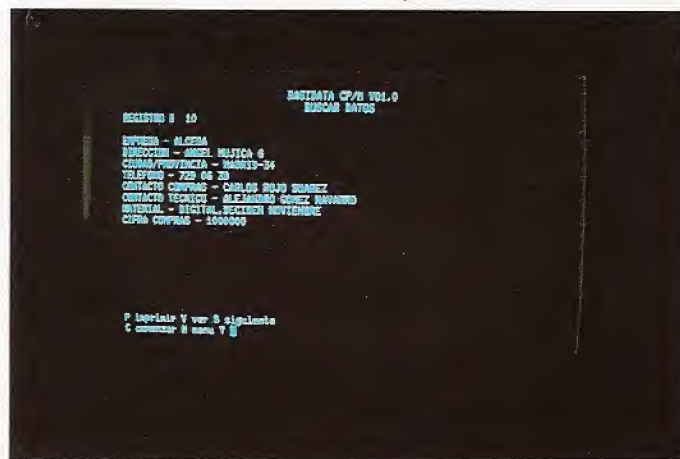 BASIDATA CP/M V01.0
BUSCAR DATOS
REGISTRO # 10
EMPRESA - ALCESA
DIRECCION - ANGEL MUJICA 6
CIUDAD/PROVINCIA - MADRID-34
TELEFONO - 729 06 20
CONTACTO COMPRAS - CARLOS ROJO SUAREZ
CONTACTO TECNICO - ALEJANDRO GOMEZ NAVARRO
MATERIAL - DIGITAL,DECIDEN NOVIEMBRE
CIFRA COMPRAS - 1000000
P imprimir V ver S siguiente
C comenzar M menu ?